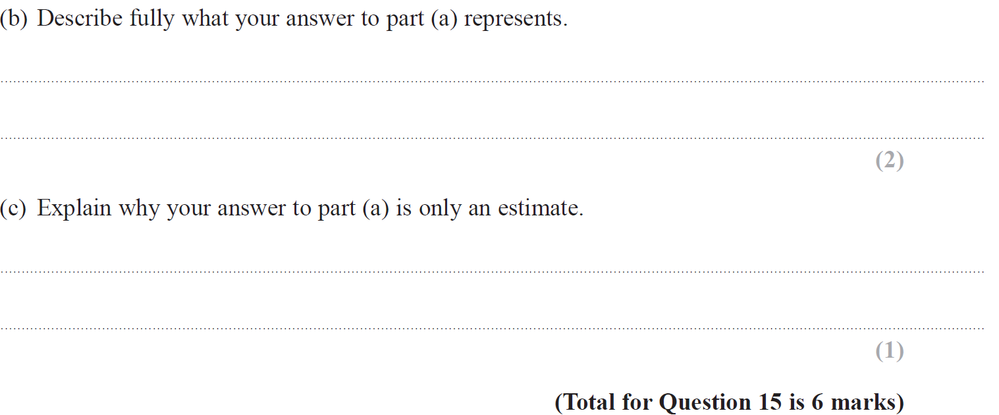 (b) Describe fully what your answer to part (a) represents.
(2)
(c) Explain why your answer to part (a) is only an estimate.
(1)
(Total for Question 15 is 6 marks)